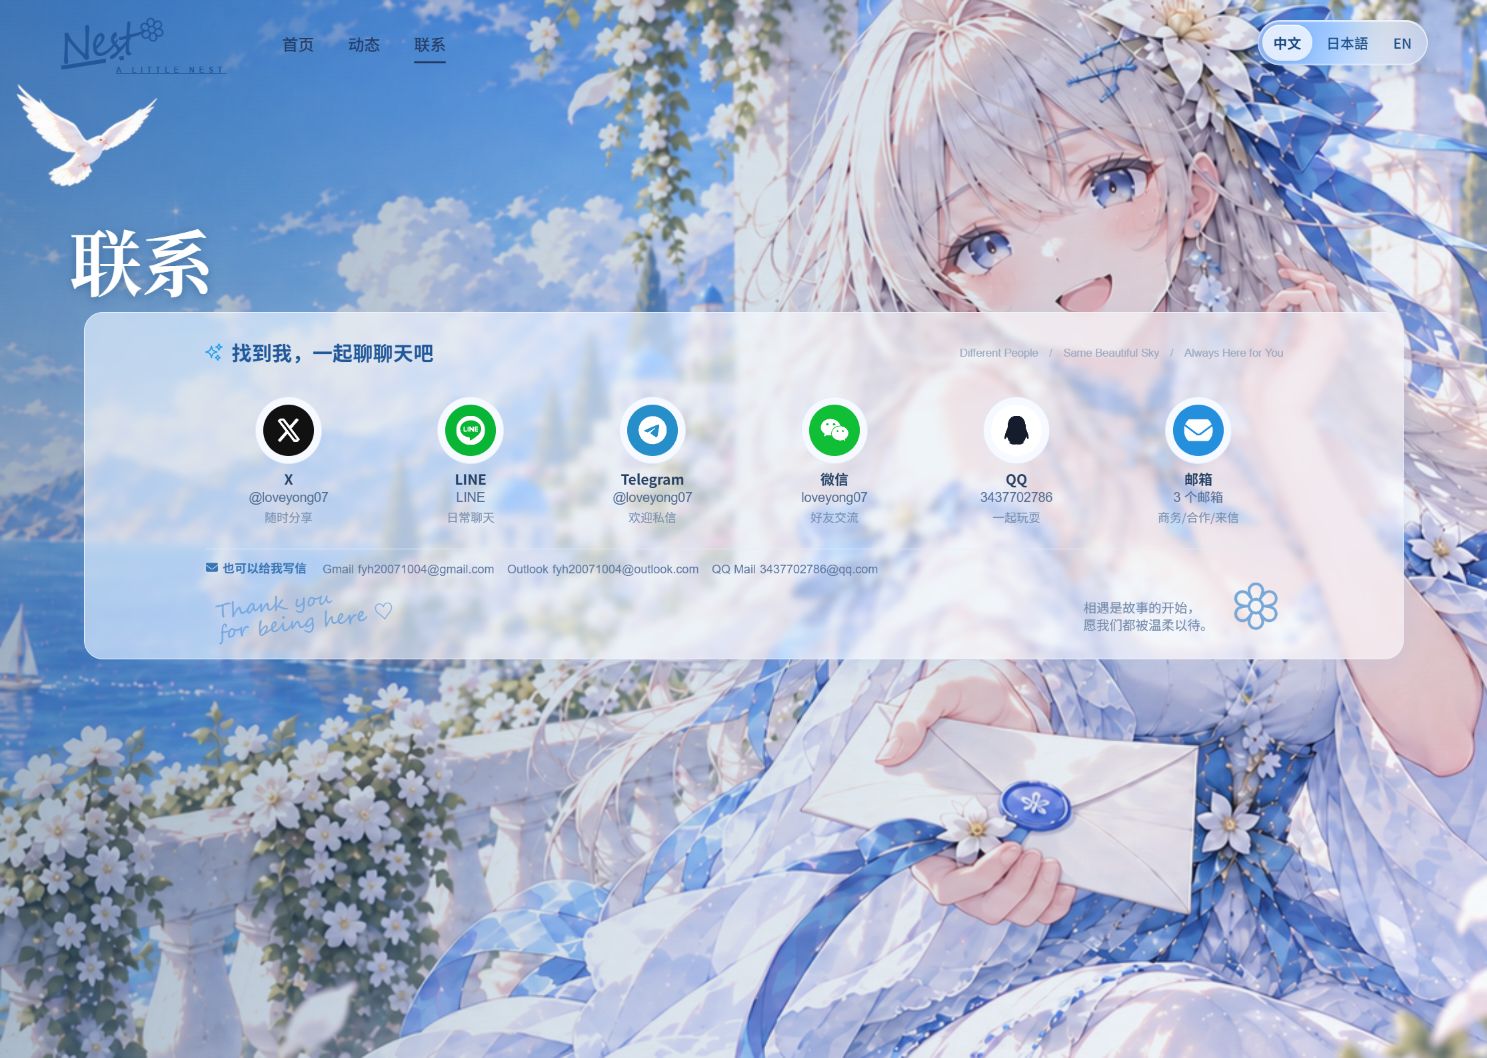 Nest
A LITTLE NEST
首页 动态 联系
中文 日本語 EN
联系
找到我，一起聊聊天吧
Different People / Same Beautiful Sky / Always Here for You
X
@loveyong07
随时分享
LINE
LINE
LINE
日常聊天
Telegram
@loveyong07
欢迎私信
微信
loveyong07
好友交流
QQ
3437702786
一起玩耍
邮箱
3 个邮箱
商务/合作/来信
也可以给我写信 Gmail fyh20071004@gmail.com Outlook fyh20071004@outlook.com QQ Mail 3437702786@qq.com
Thank you
for being here ♡
相遇是故事的开始，
愿我们都被温柔以待。